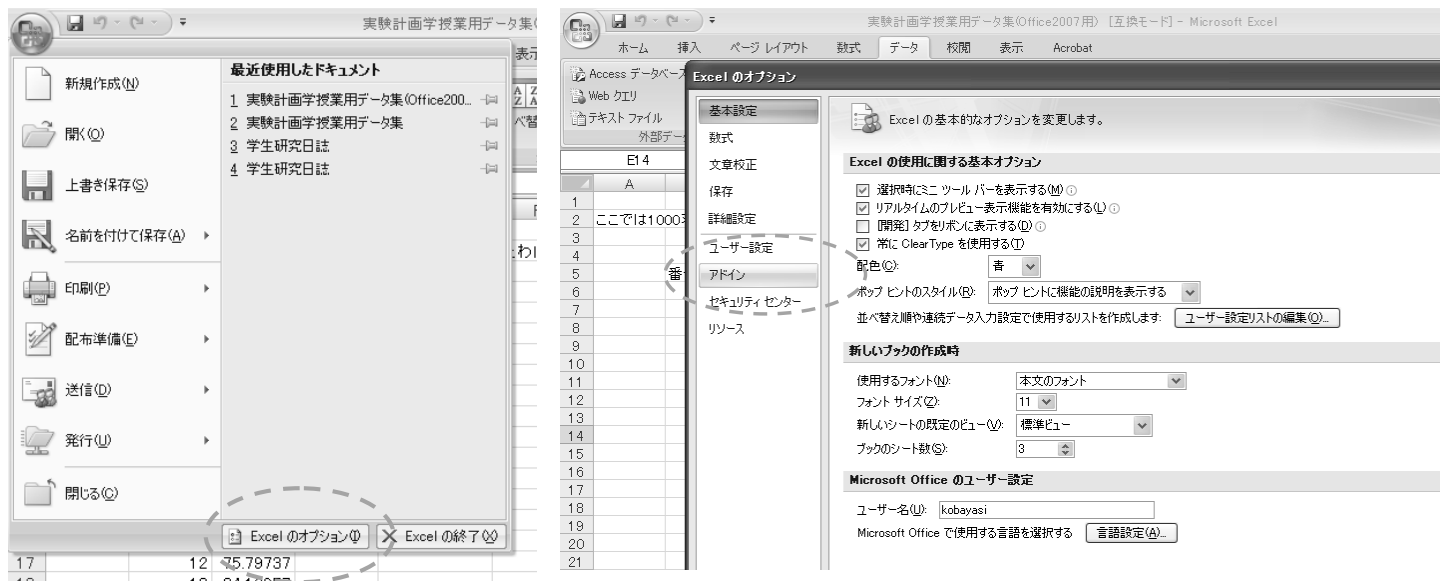 実験計画学授業用データ集(
表示
新規作成(N)
開く(O)
上書き保存(S)
名前を付けて保存(A)
印刷(P)
配布準備(E)
送信(D)
発行(U)
閉じる(C)
最近使用したドキュメント
1 実験計画学授業用データ集(Office200...
2 実験計画学授業用データ集
3 学生研究日誌
4 学生研究日誌
A Z
Z A
べ替
F
Excel のオプション(I)
Excel の終了(X)
17 12 75.79737
実験計画学授業用データ集(Office2007用) [互換モード] - Microsoft Excel
ホーム 挿入 ページ レイアウト 数式 データ 校閲 表示 Acrobat
Access データベース
Web クエリ
テキスト ファイル
外部デー
E14
A
1
2 ここでは1000
3
4
5 番
6
7
8
9
10
11
12
13
14
15
16
17
18
19
20
21
Excel のオプション
基本設定
数式
文章校正
保存
詳細設定
ユーザー設定
アドイン
セキュリティ センター
リソース
Excel の基本的なオプションを変更します。
Excel の使用に関する基本オプション
選択時にミニ ツール バーを表示する(M)
リアルタイムのプレビュー表示機能を有効にする(L)
[開発] タブをリボンに表示する(D)
常に ClearType を使用する(T)
配色(C): 青
ポップ ヒントのスタイル(R): ポップ ヒントに機能の説明を表示する
並べ替え順や連続データ入力設定で使用するリストを作成します: ユーザー設定リストの編集(O)...
新しいブックの作成時
使用するフォント(N): 本文のフォント
フォント サイズ(Z): 11
新しいシートの既定のビュー(V): 標準ビュー
ブックのシート数(S): 3
Microsoft Office のユーザー設定
ユーザー名(U): kobayasi
Microsoft Office で使用する言語を選択する 言語設定(A)...